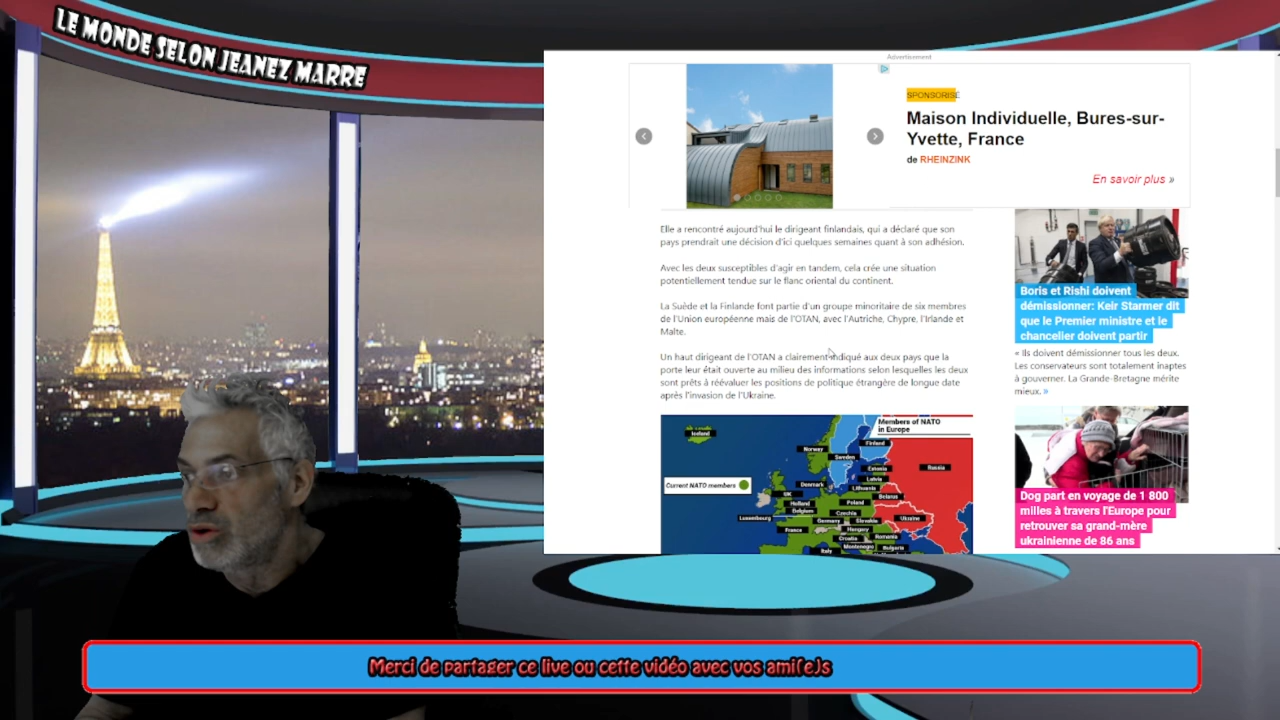 LE MONDE SELON JEANEZ MARRE
Advertisement
SPONSORISÉ
Maison Individuelle, Bures-sur-
Yvette, France
de RHEINZINK
En savoir plus »
Elle a rencontré aujourd'hui le dirigeant finlandais, qui a déclaré que son
pays prendrait une décision d'ici quelques semaines quant à son adhésion.
Avec les deux susceptibles d'agir en tandem, cela crée une situation
potentiellement tendue sur le flanc oriental du continent.
La Suède et la Finlande font partie d'un groupe minoritaire de six membres
de l'Union européenne mais de l'OTAN, avec l'Autriche, Chypre, l'Irlande et
Malte.
Un haut dirigeant de l'OTAN a clairement indiqué aux deux pays que la
porte leur était ouverte au milieu des informations selon lesquelles les deux
sont prêts à réévaluer les positions de politique étrangère de longue date
après l'invasion de l'Ukraine.
Members of NATO
in Europe
Iceland
Finland
Norway
Sweden
Russia
Estonia
Latvia
Current NATO members
Denmark
Lithuania
UK
Belarus
Holland
Poland
Belgium
Czechia
Luxembourg
Germany
Slovakia
Ukraine
France
Hungary
Croatia
Romania
Italy
Montenegro
Bulgaria
Boris et Rishi doivent
démissionner: Keir Starmer dit
que le Premier ministre et le
chancelier doivent partir
« Ils doivent démissionner tous les deux.
Les conservateurs sont totalement inaptes
à gouverner. La Grande-Bretagne mérite
mieux. »
Dog part en voyage de 1 800
milles à travers l'Europe pour
retrouver sa grand-mère
ukrainienne de 86 ans
Merci de partager ce live ou cette vidéo avec vos ami(e)s